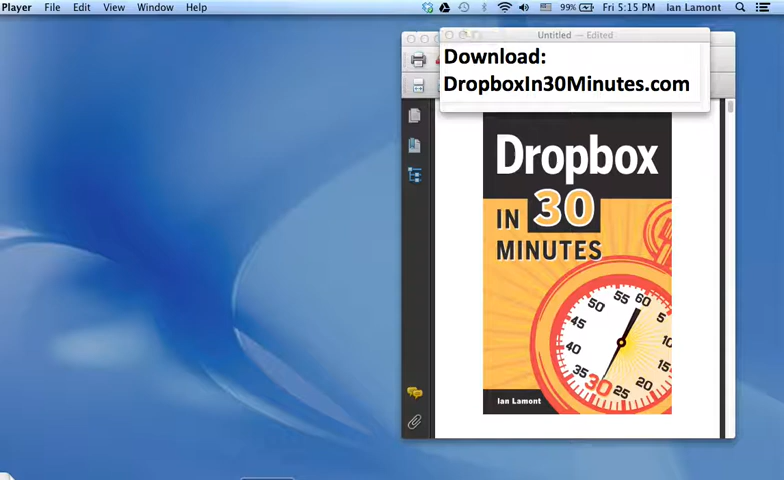 Player File Edit View Window Help 99% Fri 5:15 PM Ian Lamont
Untitled — Edited
Download:
DropboxIn30Minutes.com
Dropbox
IN 30
MINUTES
55 60 5 10 15 20 25 30 35 40 45 50
Ian Lamont